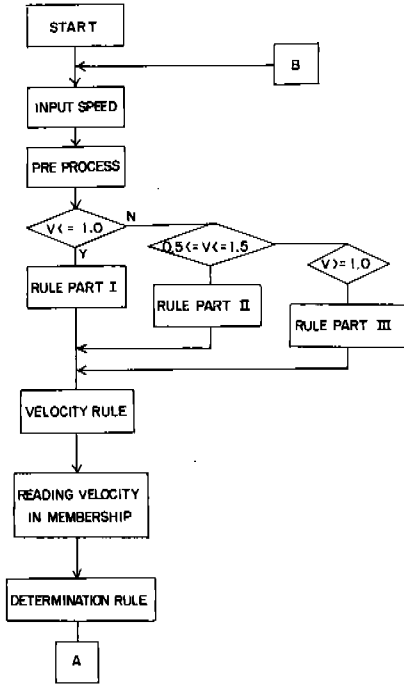 START
B
INPUT SPEED
PRE PROCESS
V<= 1.0
N
Y
0.5<=V<=1.5
V>=1.0
RULE PART I
RULE PART II
RULE PART III
VELOCITY RULE
READING VELOCITY
IN MEMBERSHIP
DETERMINATION RULE
A